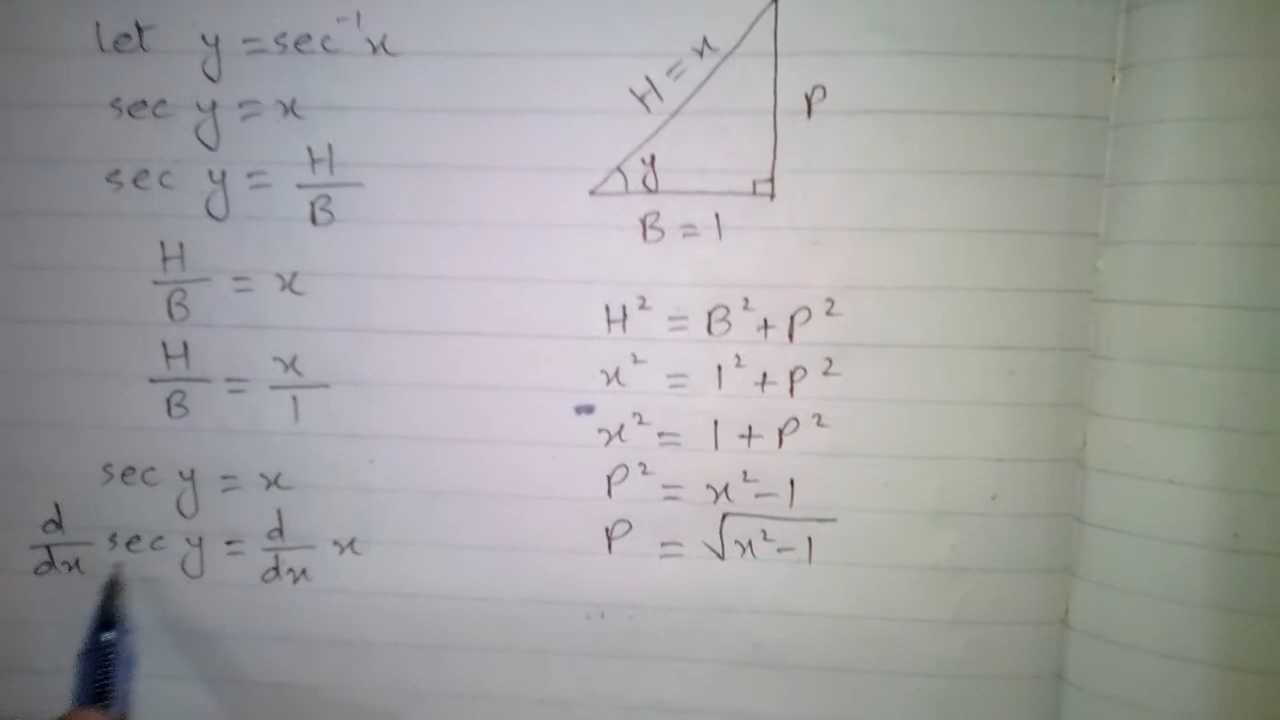 let y = sec⁻¹x
sec y = x
sec y = H/B
H/B = x
H/B = x/1
sec y = x
d/dx sec y = d/dx x
H = x
P
y
B = 1
H² = B² + P²
x² = 1² + P²
x² = 1 + P²
P² = x² - 1
P = √(x² - 1)